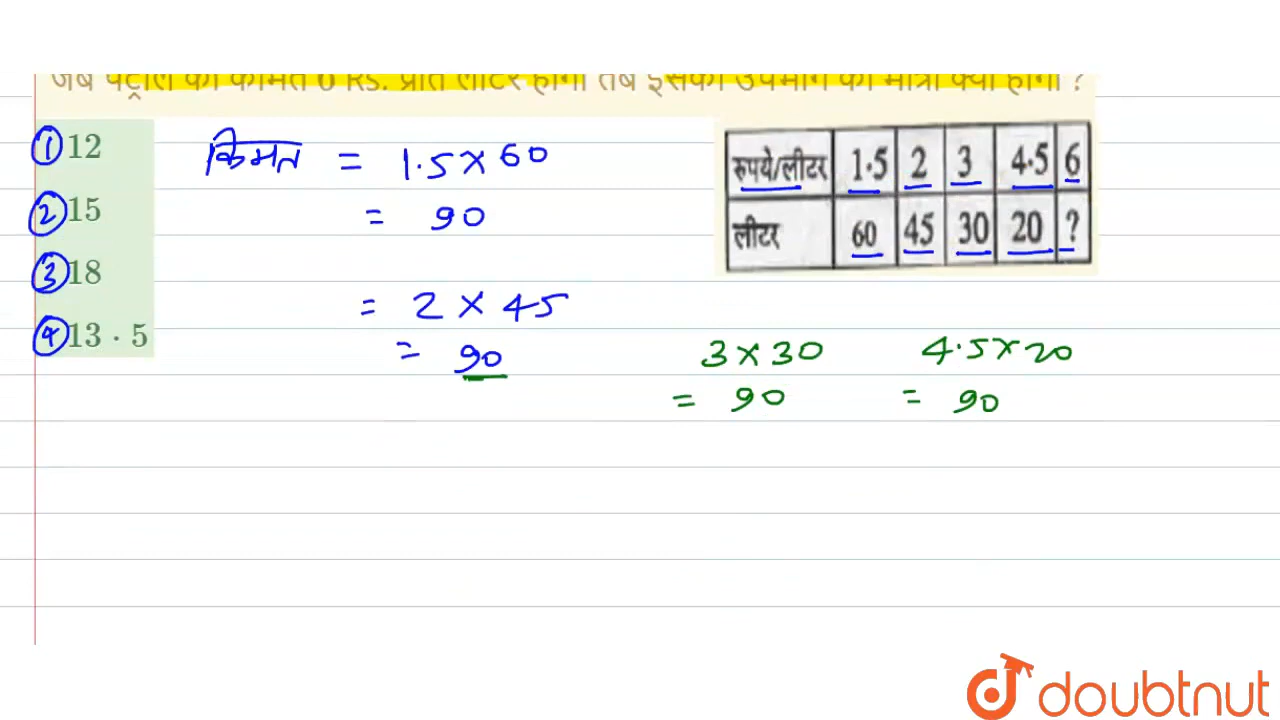 जब पेट्रोल की कीमत 6 Rs. प्रति लीटर होगी तब इसकी उपभोग की मात्रा क्या होगी ?
① 12
② 15
③ 18
④ 13 · 5
किमत = 1.5 × 60
= 90
= 2 × 45
= 90
रुपये/लीटर 1·5 2 3 4·5 6
लीटर 60 45 30 20 ?
3 × 30
= 90
4.5 × 20
= 90
doubtnut